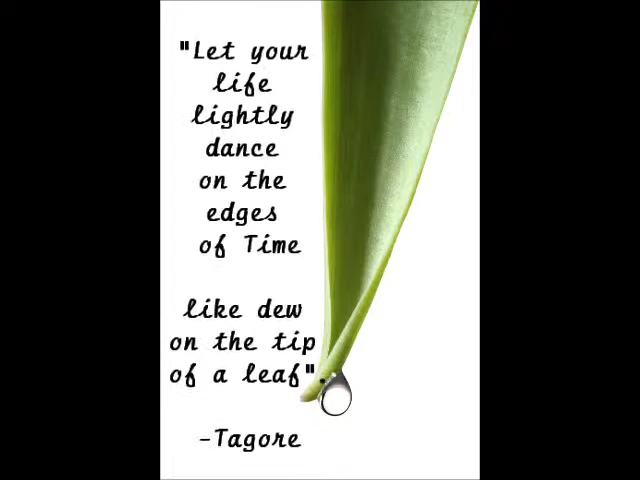 "Let your
life
lightly
dance
on the
edges
of Time
like dew
on the tip
of a leaf"
-Tagore